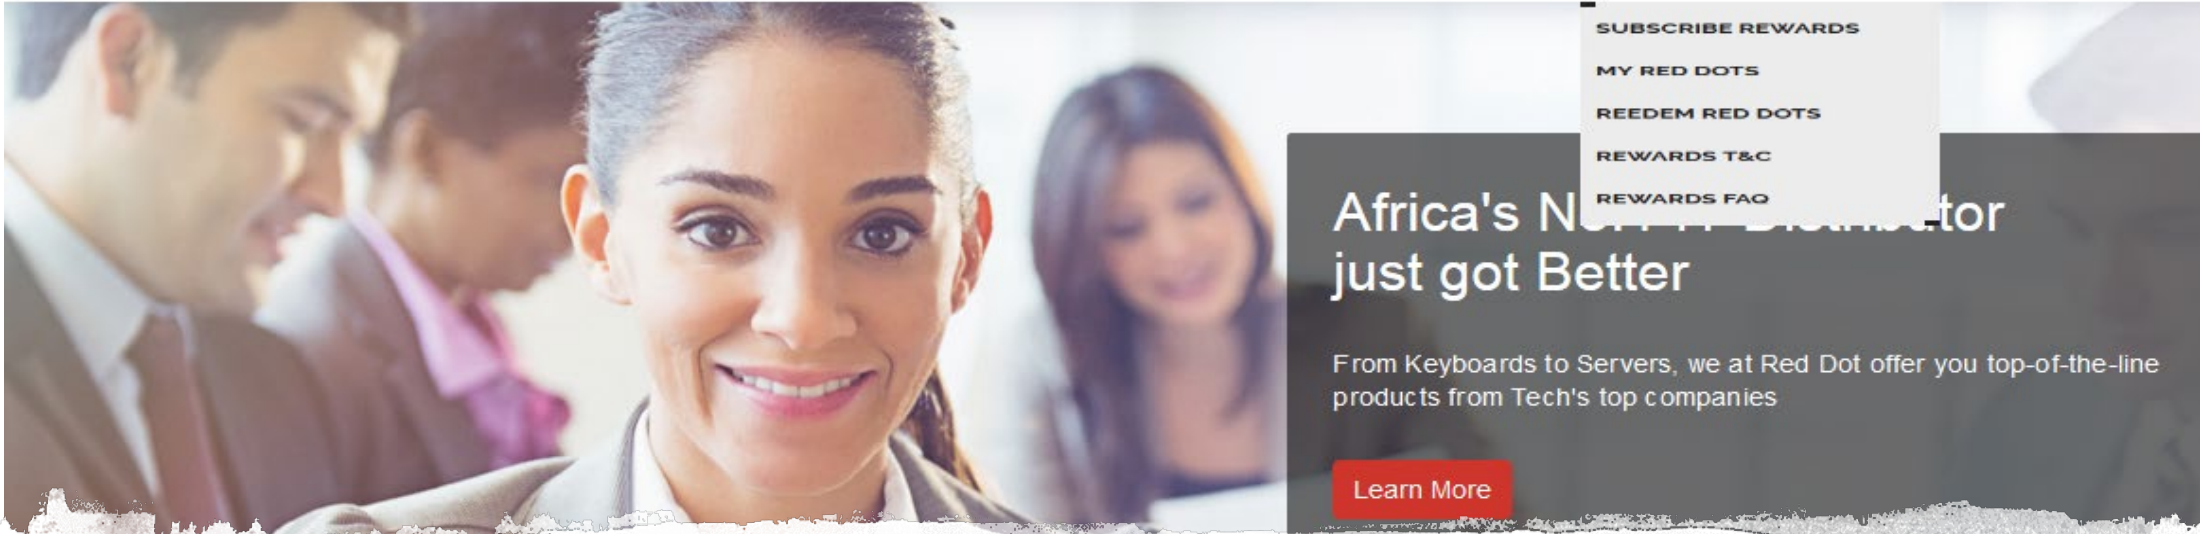 SUBSCRIBE REWARDS
MY RED DOTS
REEDEM RED DOTS
REWARDS T&C
REWARDS FAQ
Africa's
just got Better
From Keyboards to Servers, we at Red Dot offer you top-of-the-line
products from Tech's top companies
Learn More